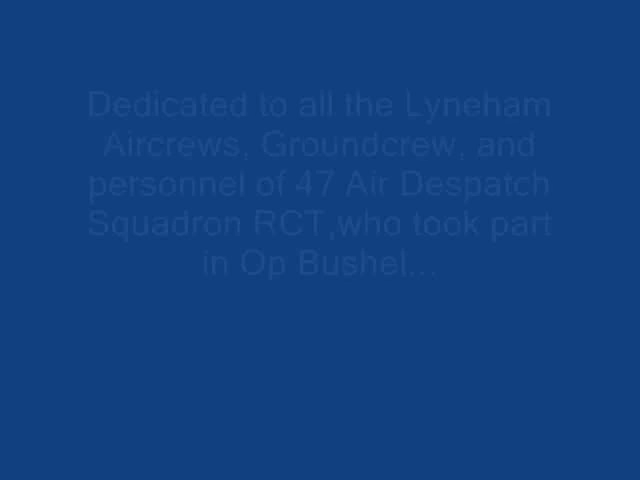 Dedicated to all the Lyneham
Aircrews, Groundcrew, and
personnel of 47 Air Despatch
Squadron RCT,who took part
in Op Bushel...